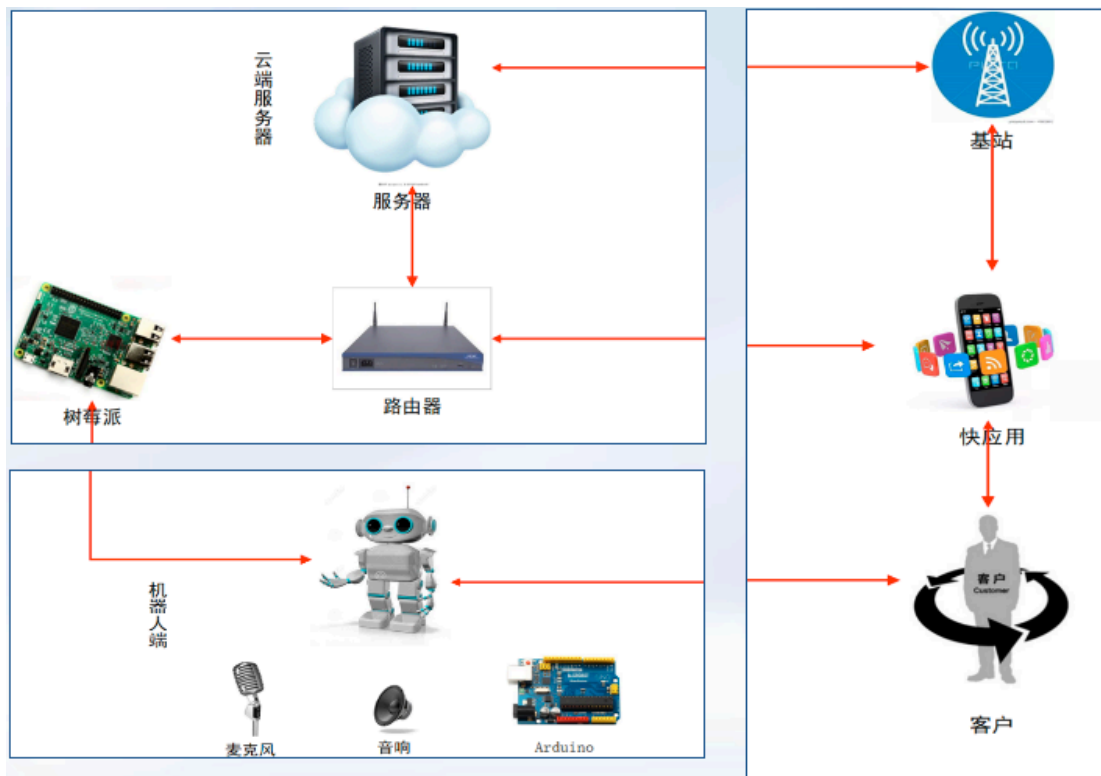 云端服务器
服务器
基站
树莓派
路由器
快应用
机器人端
客户
Customer
麦克风
音响
Arduino
客户